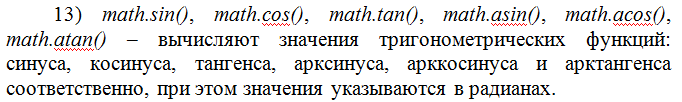 13) math.sin(), math.cos(), math.tan(), math.asin(), math.acos(),
math.atan() – вычисляют значения тригонометрических функций:
синуса, косинуса, тангенса, арксинуса, арккосинуса и арктангенса
соответственно, при этом значения указываются в радианах.